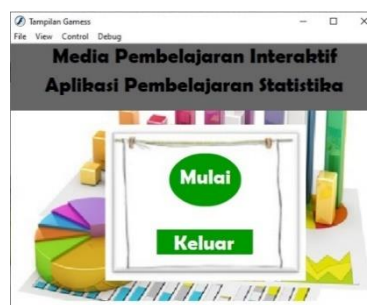 Tampilan Gamess
File View Control Debug
Media Pembelajaran Interaktif
Aplikasi Pembelajaran Statistika
Mulai
Keluar